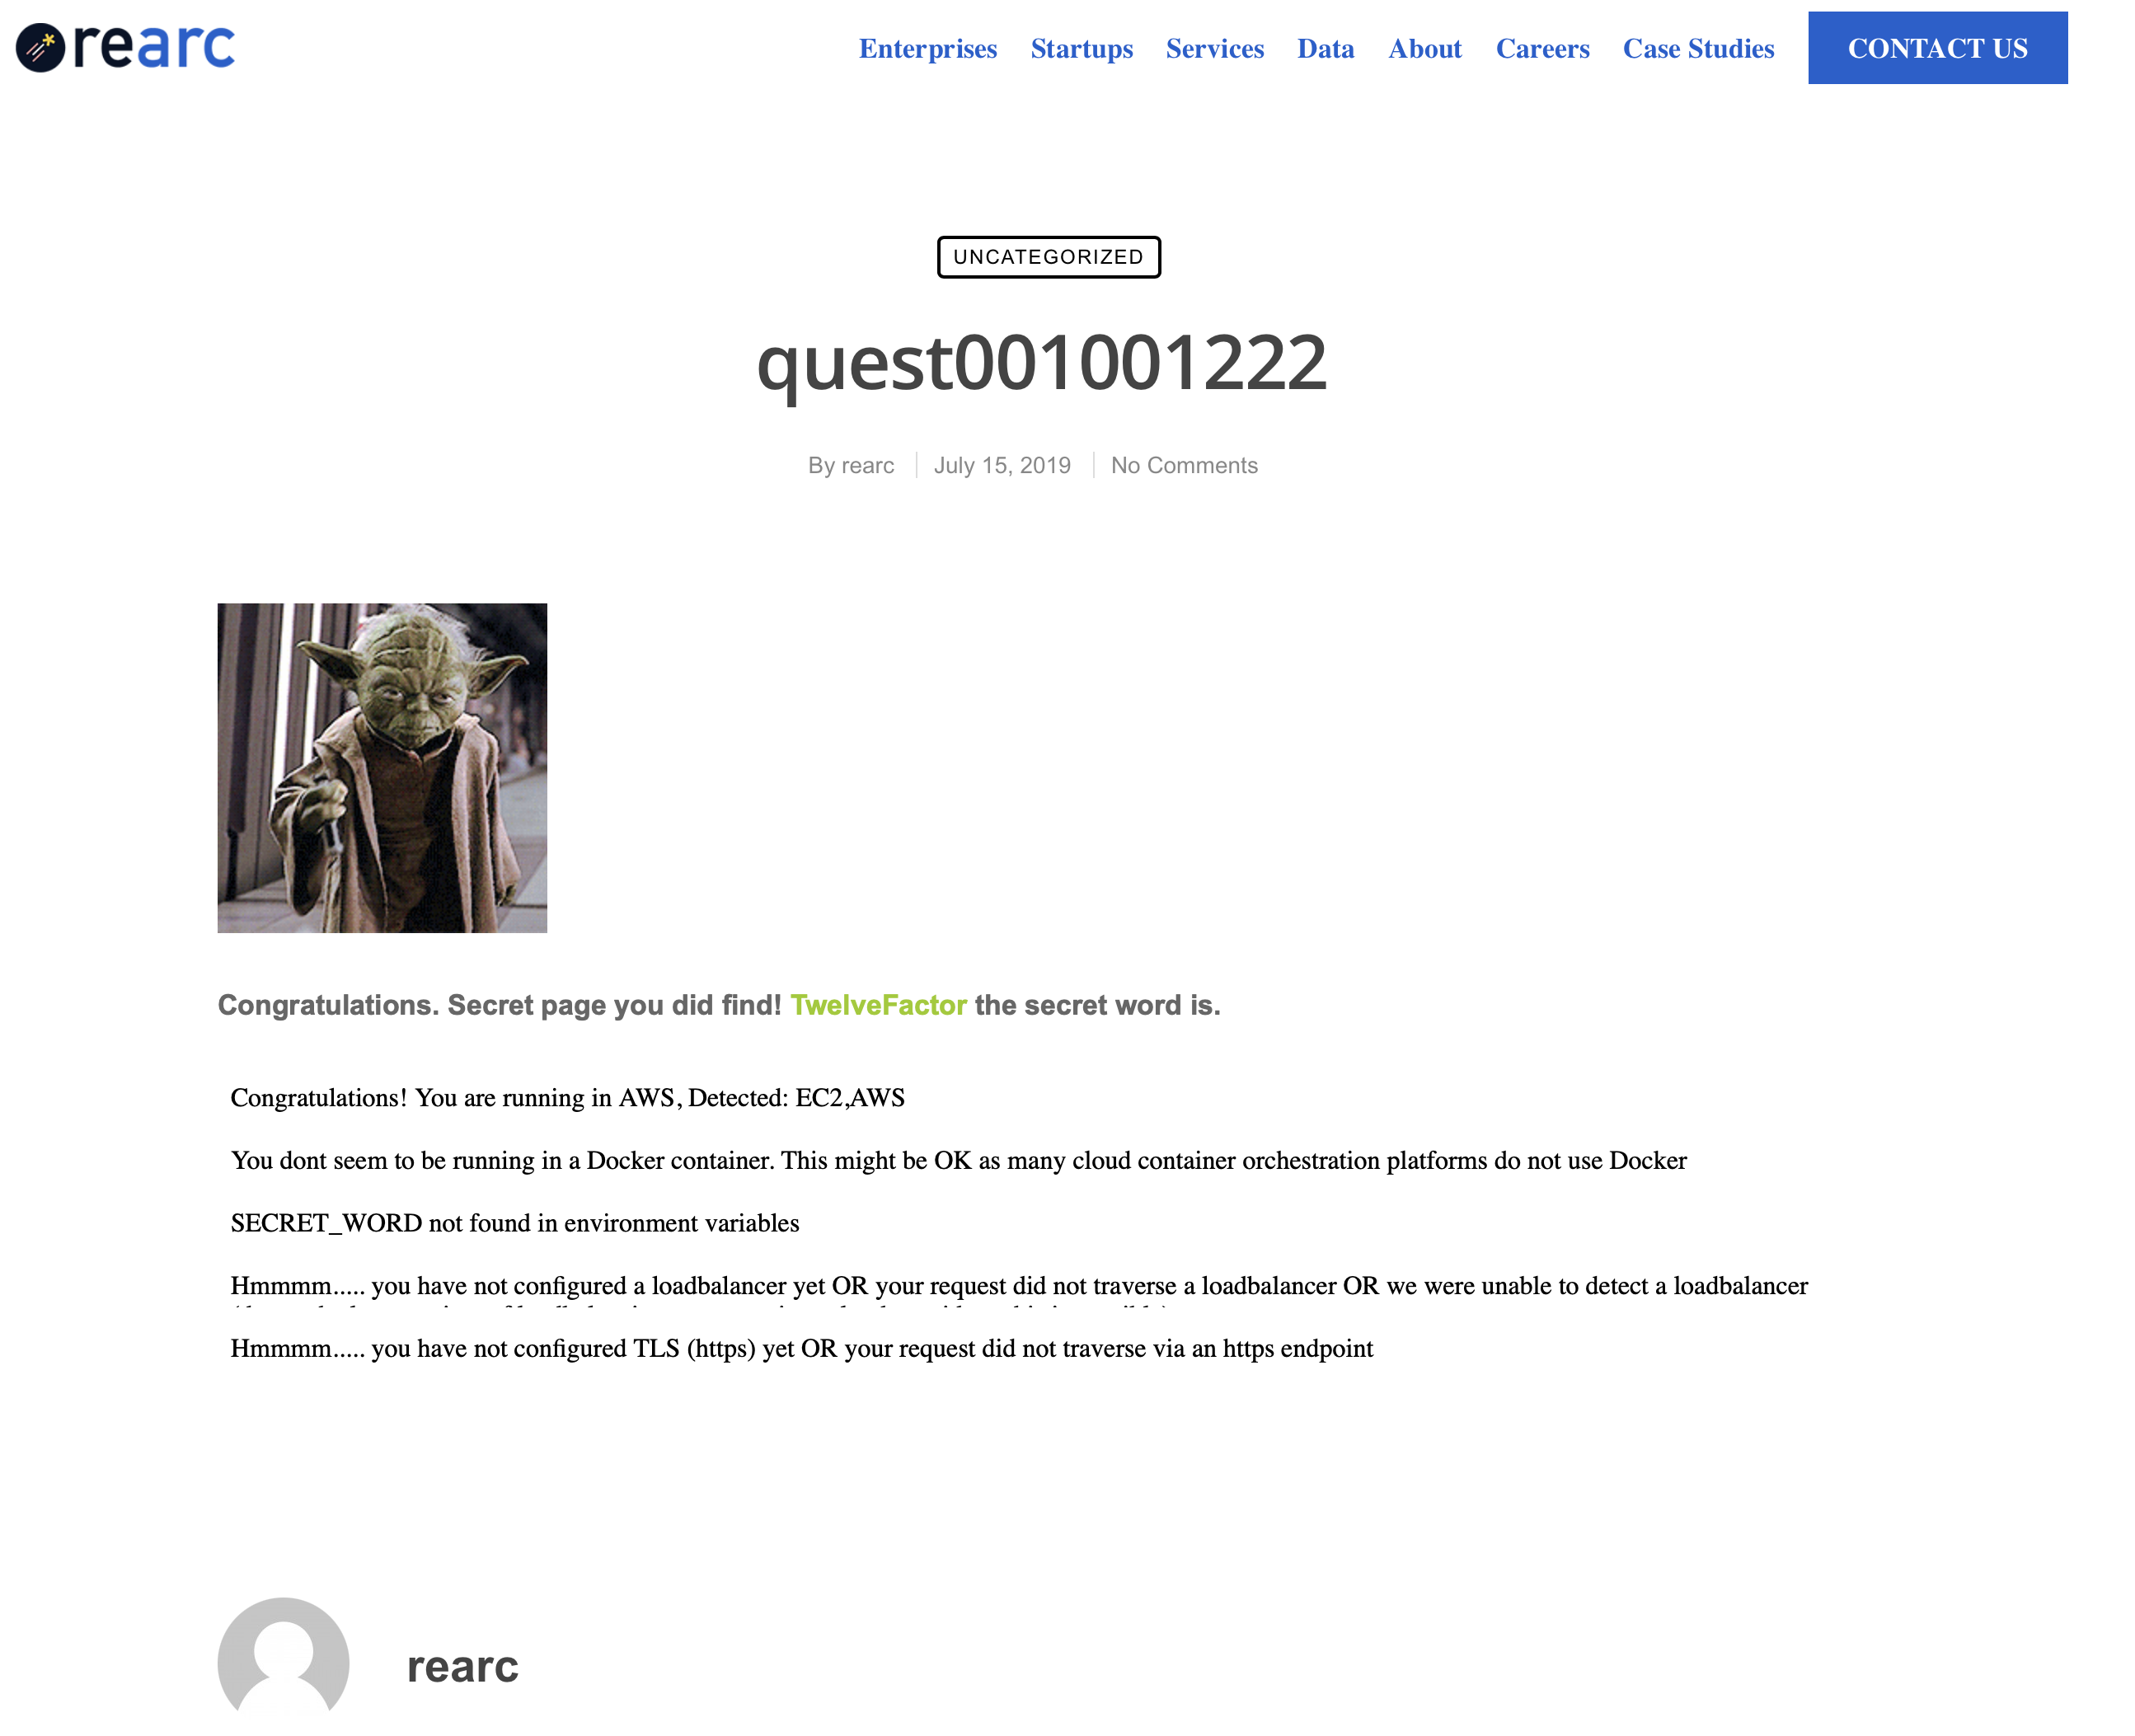 rearc
Enterprises Startups Services Data About Careers Case Studies CONTACT US
UNCATEGORIZED
quest001001222
By rearc July 15, 2019 No Comments
Congratulations. Secret page you did find! TwelveFactor the secret word is.
Congratulations! You are running in AWS, Detected: EC2,AWS
You dont seem to be running in a Docker container. This might be OK as many cloud container orchestration platforms do not use Docker
SECRET_WORD not found in environment variables
Hmmmm..... you have not configured a loadbalancer yet OR your request did not traverse a loadbalancer OR we were unable to detect a loadbalancer
Hmmmm..... you have not configured TLS (https) yet OR your request did not traverse via an https endpoint
rearc